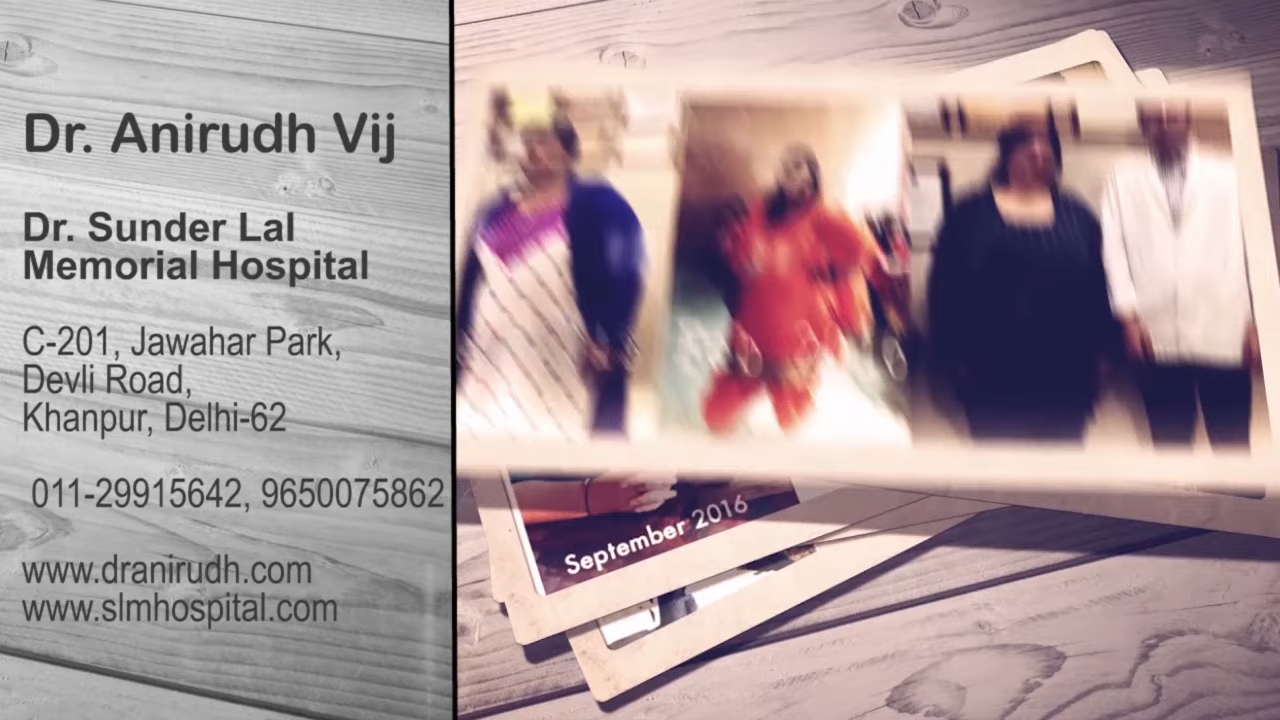 Dr. Anirudh Vij
Dr. Sunder Lal
Memorial Hospital
C-201, Jawahar Park,
Devli Road,
Khanpur, Delhi-62
011-29915642, 9650075862
www.dranirudh.com
www.slmhospital.com
September 2016